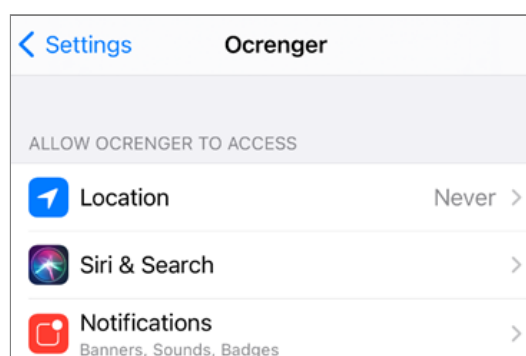 Settings Ocrenger
ALLOW OCRENGER TO ACCESS
Location Never
Siri & Search
Notifications
Banners, Sounds, Badges